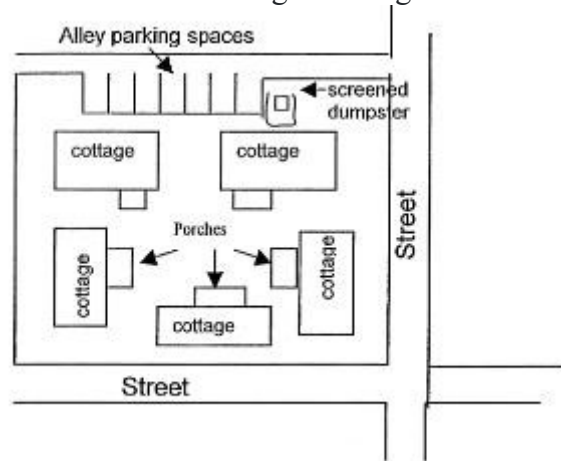 Alley parking spaces
screened
dumpster
cottage
cottage
Street
Porches
cottage
cottage
cottage
Street